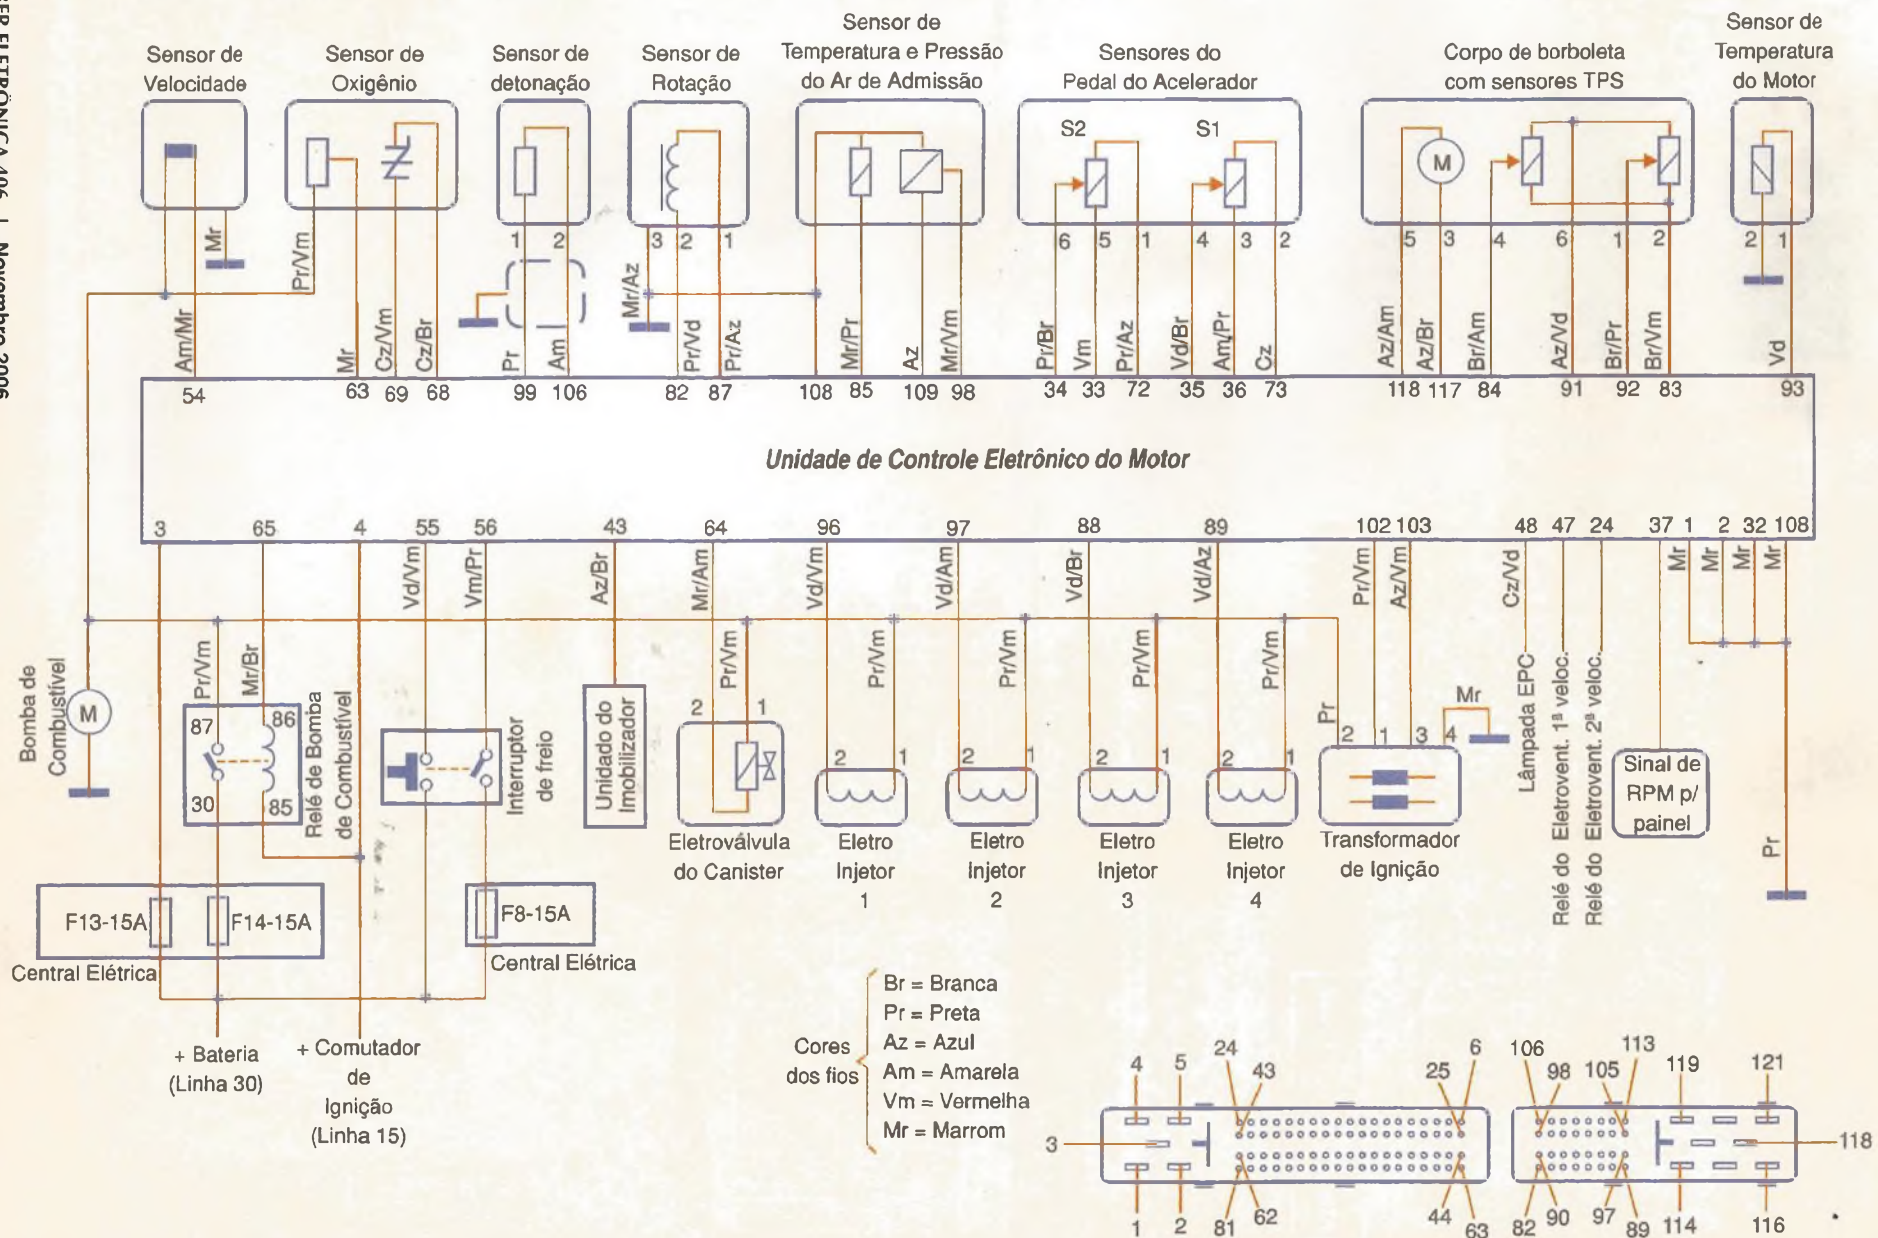 SABER ELETRÔNICA 406 | Novembro 2006
Sensor de
Velocidade
Sensor de
Oxigênio
Sensor de
detonação
Sensor de
Rotação
Sensor de
Temperatura e Pressão
do Ar de Admissão
Sensores do
Pedal do Acelerador
Corpo de borboleta
com sensores TPS
Sensor de
Temperatura
do Motor
S2
S1
M
1 2
3 2 1
6 5 1 4 3 2
5 3 4 6 1 2
2 1
Mr
Pr/Vm
Mr/Az
Am/Mr
Mr
Cz/Vm
Cz/Br
Pr
Am
Pr/Vd
Pr/Az
Mr/Pr
Az
Mr/Vm
Pr/Br
Vm
Pr/Az
Vd/Br
Am/Pr
Cz
Az/Am
Az/Br
Br/Am
Az/Vd
Br/Pr
Br/Vm
Vd
54 63 69 68 99 106 82 87 108 85 109 98 34 33 72 35 36 73 118 117 84 91 92 83 93
Unidade de Controle Eletrônico do Motor
3 65 4 55 56 43 64 96 97 88 89 102 103 48 47 24 37 1 2 32 108
Vd/Vm
Vm/Pr
Az/Br
Mr/Am
Vd/Vm
Vd/Am
Vd/Br
Vd/Az
Pr/Vm
Az/Vm
Cz/Vd
Mr
Mr
Mr
Mr
Pr/Vm
Mr/Br
Pr/Vm
Pr/Vm
Pr/Vm
Pr/Vm
Pr/Vm
Pr
Mr
Pr
Bomba de
Combustível
M
87 86
30 85
Relé de Bomba
de Combustível
Interruptor
de freio
Unidado do
Imobilizador
2 1
Eletroválvula
do Canister
2 1
Eletro
Injetor
1
2 1
Eletro
Injetor
2
2 1
Eletro
Injetor
3
2 1
Eletro
Injetor
4
2 1 3 4
Transformador
de Ignição
Lâmpada EPC
Relé do Eletrovent. 1ª veloc.
Relé do Eletrovent. 2ª veloc.
Sinal de
RPM p/
painel
F13-15A
F14-15A
Central Elétrica
F8-15A
Central Elétrica
+ Bateria
(Linha 30)
+ Comutador
de
Ignição
(Linha 15)
Cores
dos fios
Br = Branca
Pr = Preta
Az = Azul
Am = Amarela
Vm = Vermelha
Mr = Marrom
4 5 24 43 25 6 106 98 105 113 119 121
3
118
1 2 81 62 44 63 82 90 97 89 114 116